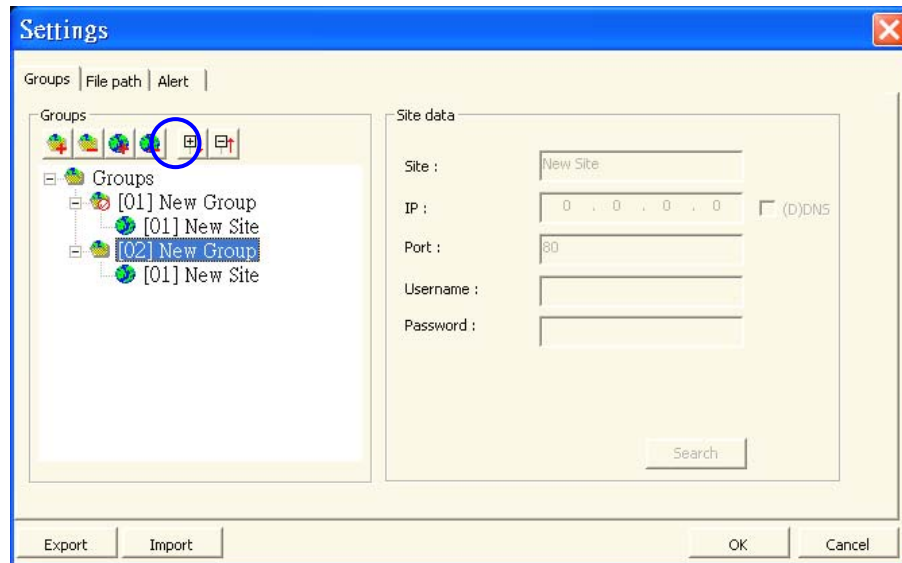 Settings
Groups File path Alert
Groups
Groups
[01] New Group
[01] New Site
[02] New Group
[01] New Site
Site data
Site :
New Site
IP :
0 . 0 . 0 . 0
(D)DNS
Port :
80
Username :
Password :
Search
Export
Import
OK
Cancel